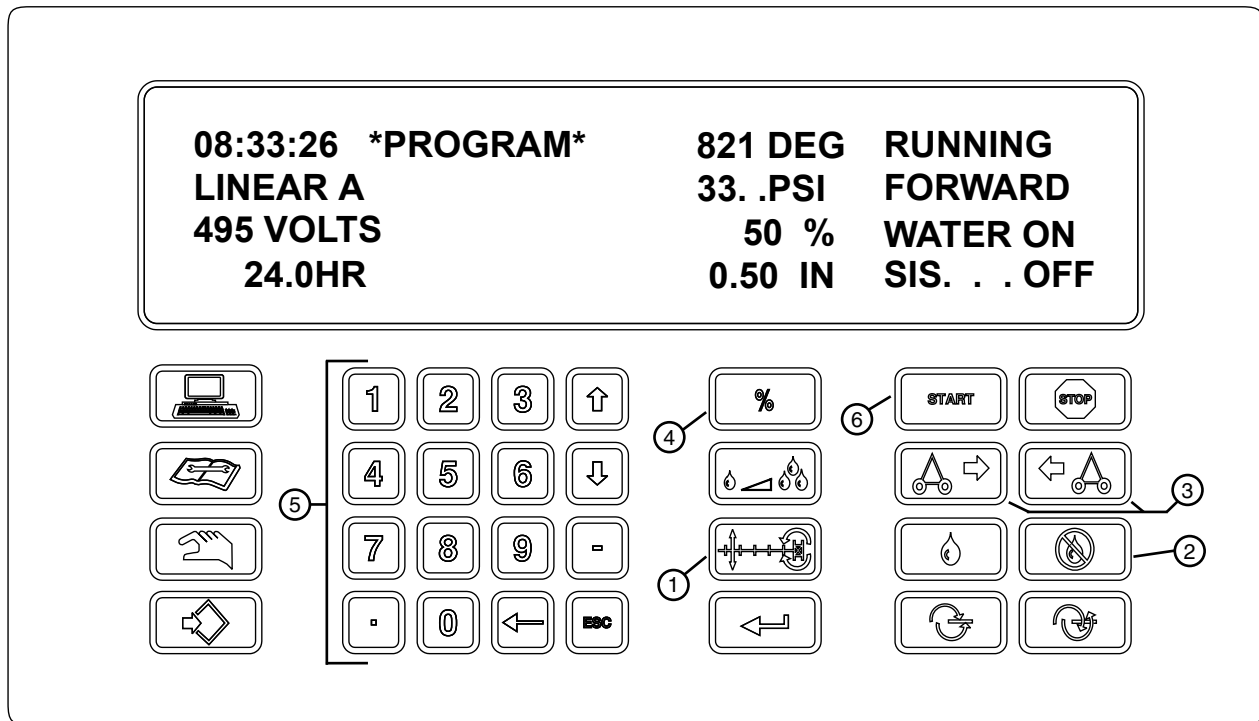 08:33:26 *PROGRAM* 821 DEG RUNNING
LINEAR A 33. .PSI FORWARD
495 VOLTS 50 % WATER ON
24.0HR 0.50 IN SIS. . . OFF
1 2 3 % START STOP
4 6
4 5 6
5 3
7 8 9 -
1 2
. 0 ESC